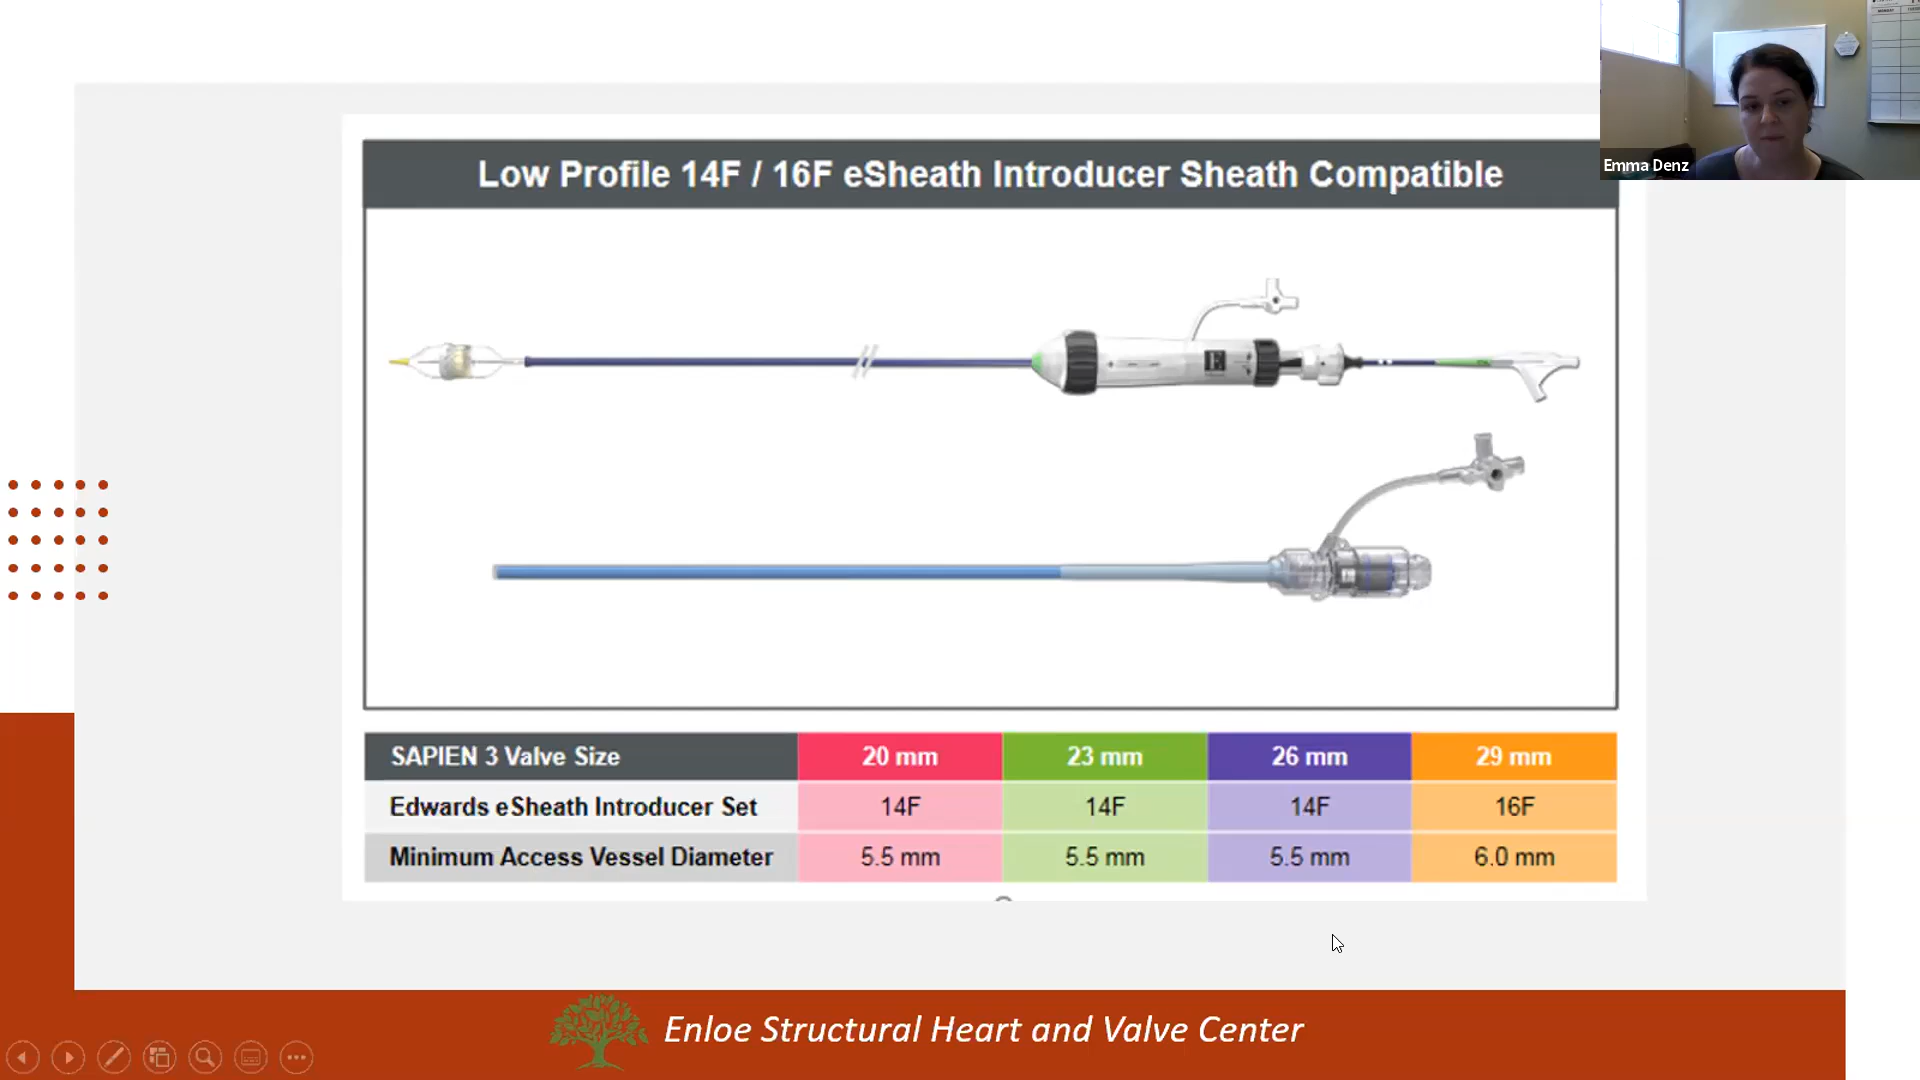 Low Profile 14F / 16F eSheath Introducer Sheath Compatible
Emma Denz
SAPIEN 3 Valve Size 20 mm 23 mm 26 mm 29 mm
Edwards eSheath Introducer Set 14F 14F 14F 16F
Minimum Access Vessel Diameter 5.5 mm 5.5 mm 5.5 mm 6.0 mm
Enloe Structural Heart and Valve Center